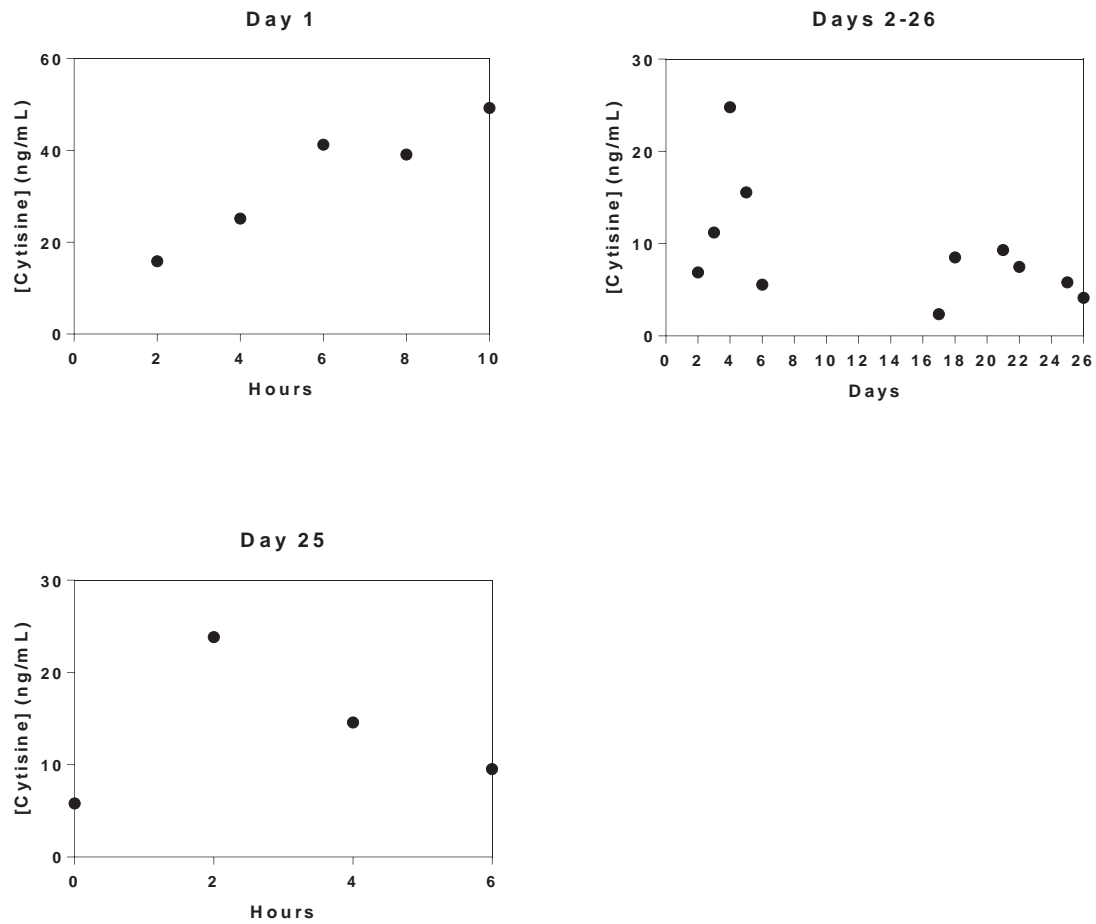 Day 1
60
40
20
0
[Cytisine] (ng/mL)
0 2 4 6 8 10
Hours
Days 2-26
30
20
10
0
[Cytisine] (ng/mL)
0 2 4 6 8 10 12 14 16 18 20 22 24 26
Days
Day 25
30
20
10
0
[Cytisine] (ng/mL)
0 2 4 6
Hours